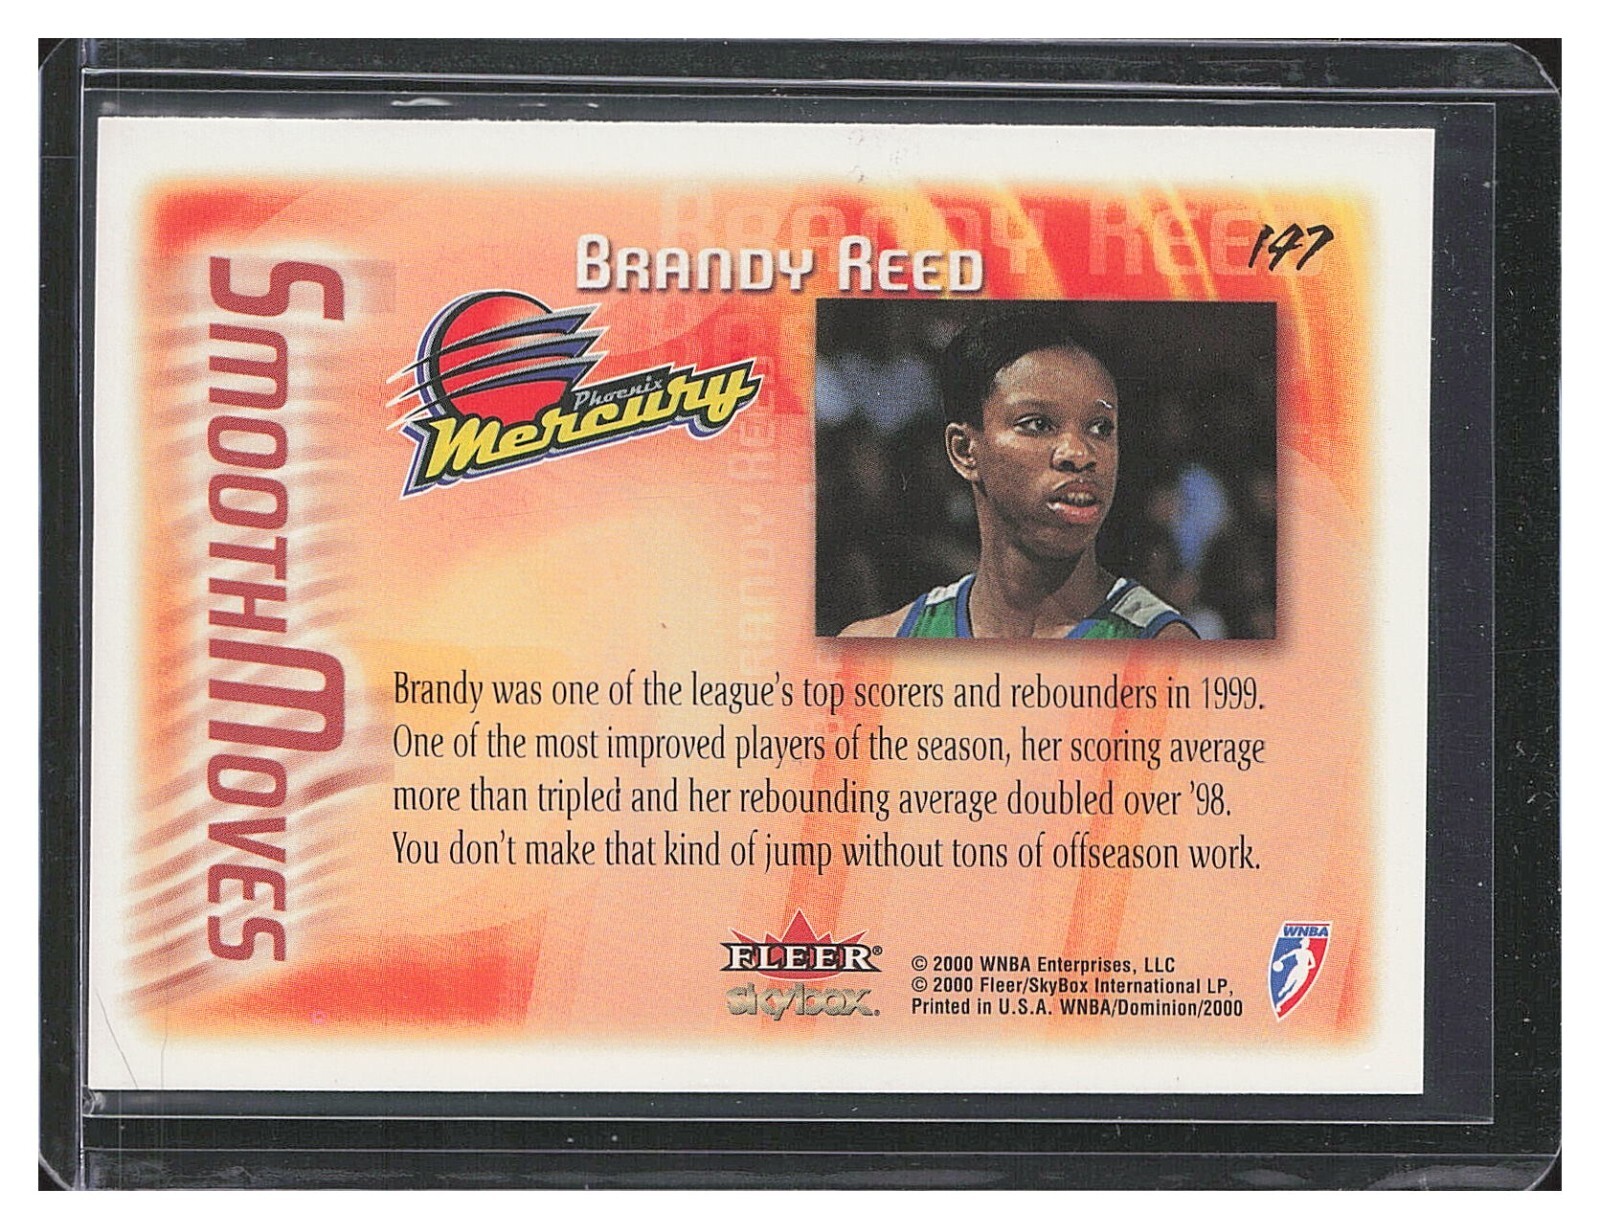 BRANDY REED
147
Phoenix
Mercury
SMOOTH MOVES
Brandy was one of the league's top scorers and rebounders in 1999.
One of the most improved players of the season, her scoring average
more than tripled and her rebounding average doubled over '98.
You don't make that kind of jump without tons of offseason work.
FLEER®
skybox.
© 2000 WNBA Enterprises, LLC
© 2000 Fleer/SkyBox International LP,
Printed in U.S.A. WNBA/Dominion/2000
WNBA